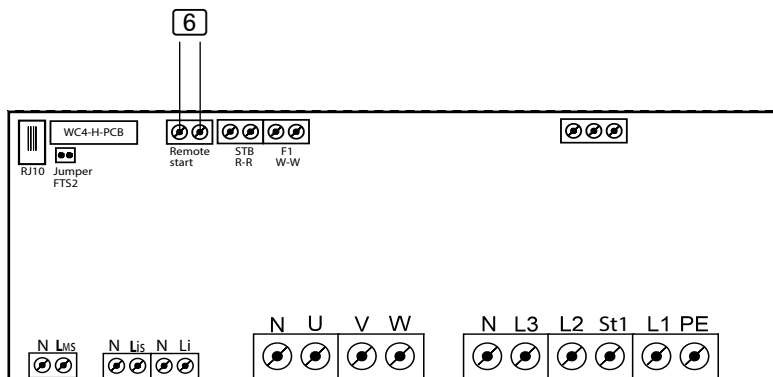 6
WC4-H-PCB
RJ10
Jumper
FTS2
Remote
start
STB
R-R
F1
W-W
N LMS
N LiS N Li
N U V W
N L3 L2 St1 L1 PE